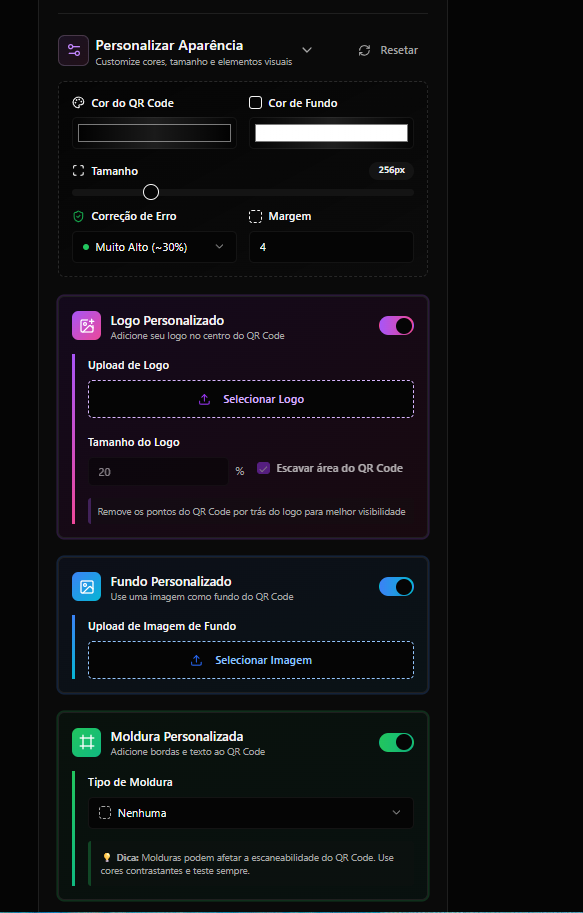 Personalizar Aparência
Customize cores, tamanho e elementos visuais
Resetar
Cor do QR Code
Cor de Fundo
Tamanho
256px
Correção de Erro
Margem
Muito Alto (~30%)
4
Logo Personalizado
Adicione seu logo no centro do QR Code
Upload de Logo
Selecionar Logo
Tamanho do Logo
20
%
Escavar área do QR Code
Remove os pontos do QR Code por trás do logo para melhor visibilidade
Fundo Personalizado
Use uma imagem como fundo do QR Code
Upload de Imagem de Fundo
Selecionar Imagem
Moldura Personalizada
Adicione bordas e texto ao QR Code
Tipo de Moldura
Nenhuma
💡 Dica: Molduras podem afetar a escaneabilidade do QR Code. Use
cores contrastantes e teste sempre.